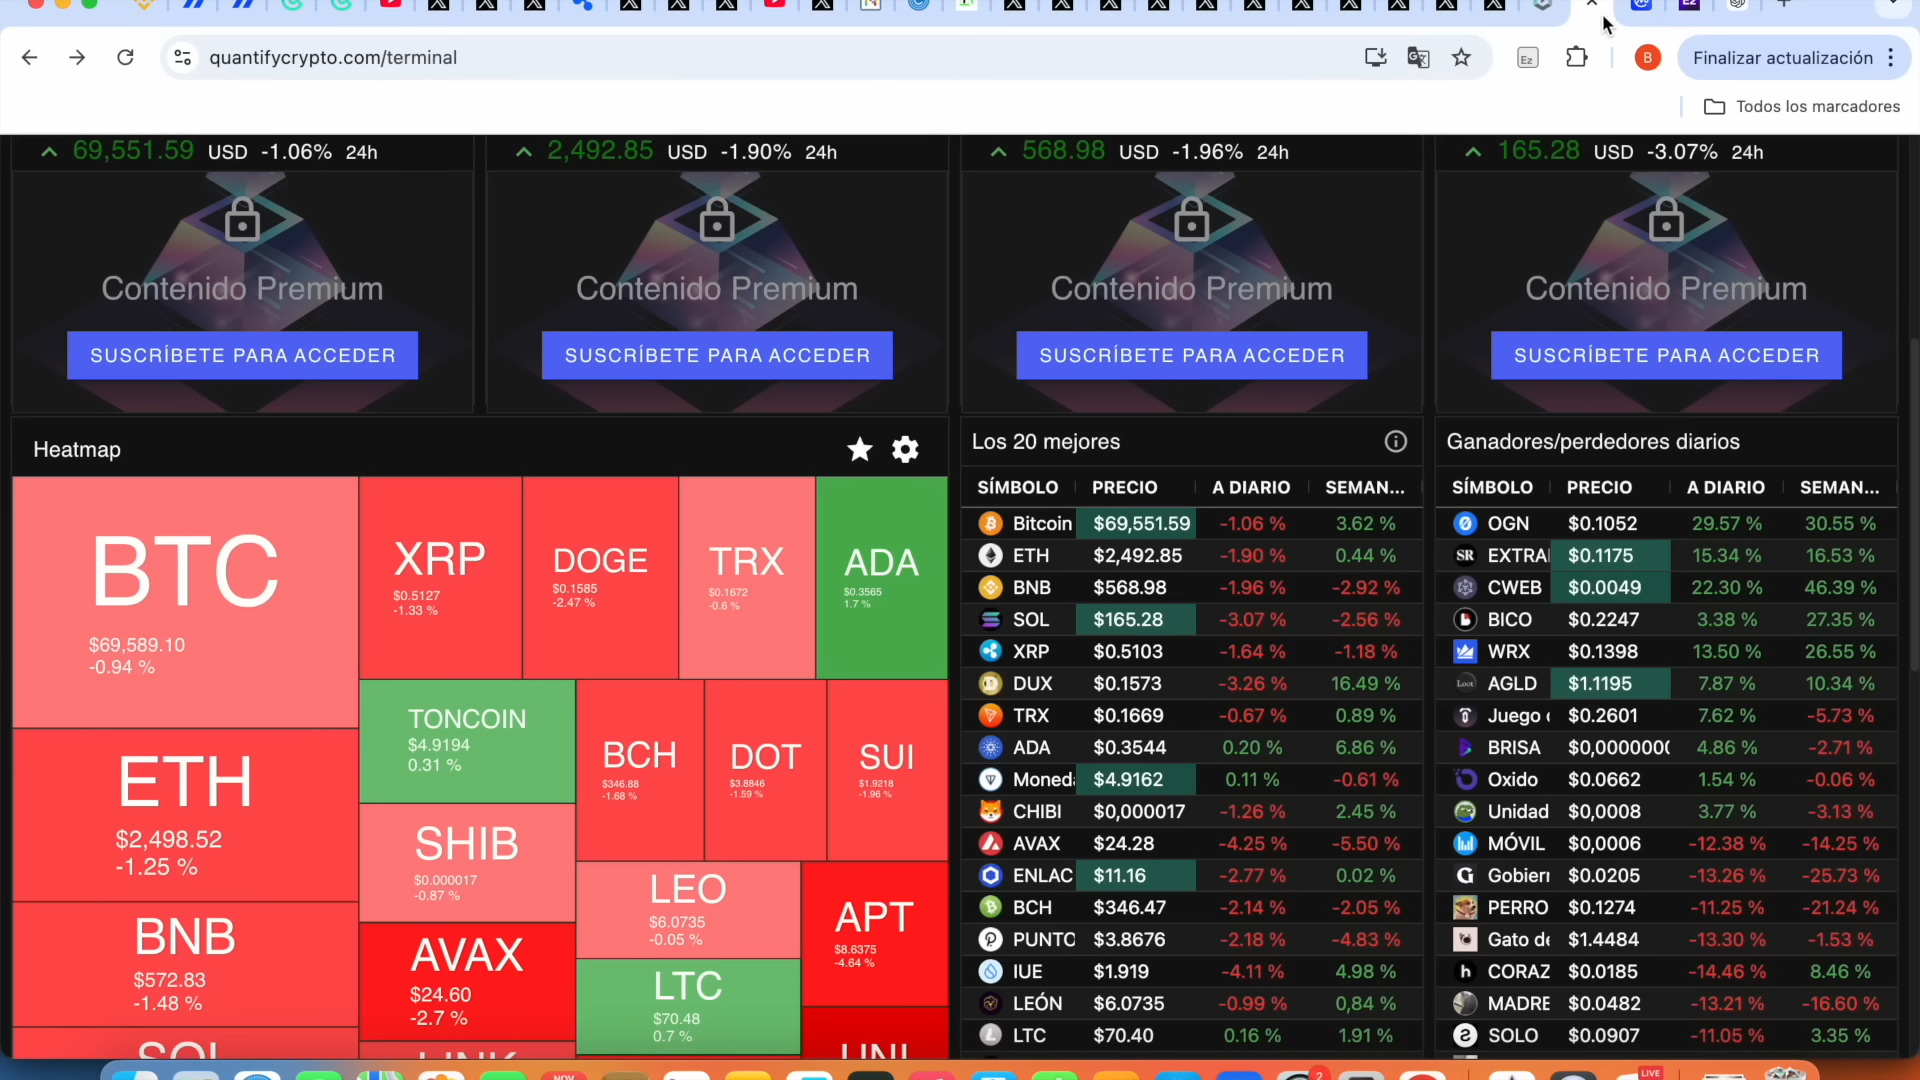 quantifycrypto.com/terminal
Ez
B
Finalizar actualización
Todos los marcadores
69,551.59 USD -1.06% 24h
2,492.85 USD -1.90% 24h
568.98 USD -1.96% 24h
165.28 USD -3.07% 24h
Contenido Premium
SUSCRÍBETE PARA ACCEDER
Contenido Premium
SUSCRÍBETE PARA ACCEDER
Contenido Premium
SUSCRÍBETE PARA ACCEDER
Contenido Premium
SUSCRÍBETE PARA ACCEDER
Heatmap
BTC
$69,589.10
-0.94 %
ETH
$2,498.52
-1.25 %
BNB
$572.83
-1.48 %
SOL
XRP
$0.5127
-1.33 %
DOGE
$0.1585
-2.47 %
TRX
$0.1672
-0.6 %
ADA
$0.3565
1.7 %
TONCOIN
$4.9194
0.31 %
SHIB
$0.000017
-0.87 %
AVAX
$24.60
-2.7 %
LINK
BCH
$346.88
-1.68 %
DOT
$3.8846
-1.59 %
SUI
$1.9218
-1.96 %
LEO
$6.0735
-0.05 %
LTC
$70.48
0.7 %
APT
$8.6375
-4.64 %
UNI
Los 20 mejores
SÍMBOLO PRECIO A DIARIO SEMAN...
Bitcoin $69,551.59 -1.06 % 3.62 %
ETH $2,492.85 -1.90 % 0.44 %
BNB $568.98 -1.96 % -2.92 %
SOL $165.28 -3.07 % -2.56 %
XRP $0.5103 -1.64 % -1.18 %
DUX $0.1573 -3.26 % 16.49 %
TRX $0.1669 -0.67 % 0.89 %
ADA $0.3544 0.20 % 6.86 %
Moneda $4.9162 0.11 % -0.61 %
CHIBI $0,000017 -1.26 % 2.45 %
AVAX $24.28 -4.25 % -5.50 %
ENLAC $11.16 -2.77 % 0.02 %
BCH $346.47 -2.14 % -2.05 %
PUNTO $3.8676 -2.18 % -4.83 %
IUE $1.919 -4.11 % 4.98 %
LEÓN $6.0735 -0.99 % 0,84 %
LTC $70.40 0.16 % 1.91 %
Ganadores/perdedores diarios
SÍMBOLO PRECIO A DIARIO SEMAN...
OGN $0.1052 29.57 % 30.55 %
EXTRA $0.1175 15.34 % 16.53 %
CWEB $0.0049 22.30 % 46.39 %
BICO $0.2247 3.38 % 27.35 %
WRX $0.1398 13.50 % 26.55 %
AGLD $1.1195 7.87 % 10.34 %
Juego $0.2601 7.62 % -5.73 %
BRISA $0,0000000 4.86 % -2.71 %
Oxido $0.0662 1.54 % -0.06 %
Unidad $0,0008 3.77 % -3.13 %
MÓVIL $0,0006 -12.38 % -14.25 %
Gobier $0.0205 -13.26 % -25.73 %
PERRO $0.1274 -11.25 % -21.24 %
Gato de $1.4484 -13.30 % -1.53 %
CORAZ $0.0185 -14.46 % 8.46 %
MADRE $0.0482 -13.21 % -16.60 %
SOLO $0.0907 -11.05 % 3.35 %
NOV
2
LIVE